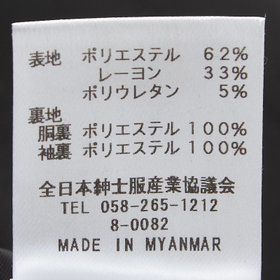 表地 ポリエステル 62%
レーヨン 33%
ポリウレタン 5%
裏地
胴裏 ポリエステル 100%
袖裏 ポリエステル 100%
全日本紳士服産業協議会
TEL 058-265-1212
8-0082
MADE IN MYANMAR